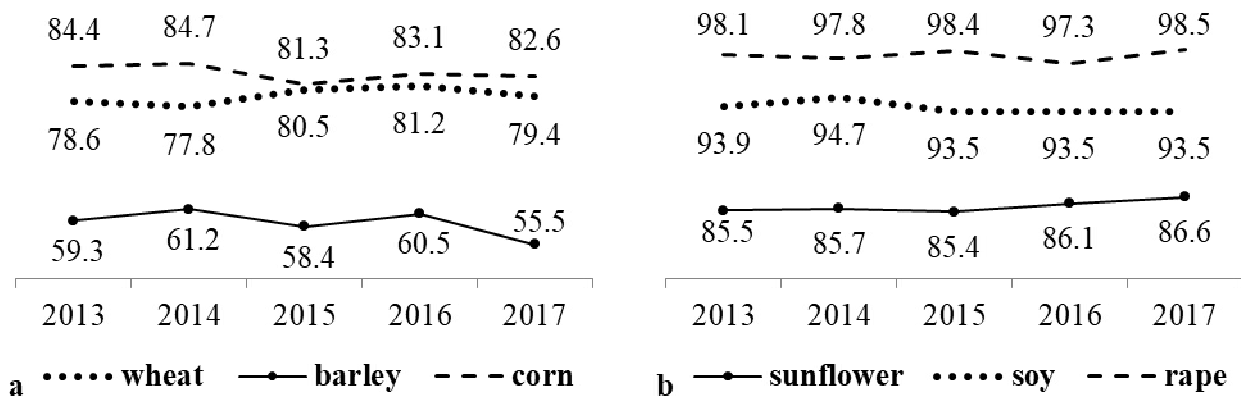 84.4 84.7 81.3 83.1 82.6
78.6 77.8 80.5 81.2 79.4
59.3 61.2 58.4 60.5 55.5
2013 2014 2015 2016 2017
a wheat barley corn
98.1 97.8 98.4 97.3 98.5
93.9 94.7 93.5 93.5 93.5
85.5 85.7 85.4 86.1 86.6
2013 2014 2015 2016 2017
b sunflower soy rape